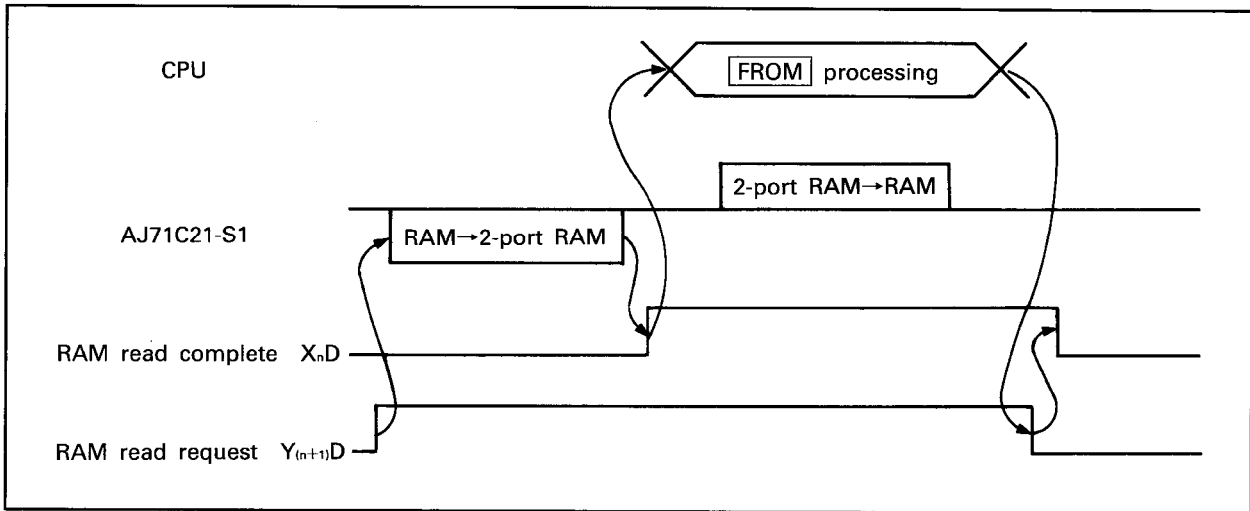 CPU
FROM processing
2-port RAM→RAM
AJ71C21-S1
RAM→2-port RAM
RAM read complete XnD
RAM read request Y(n+1)D